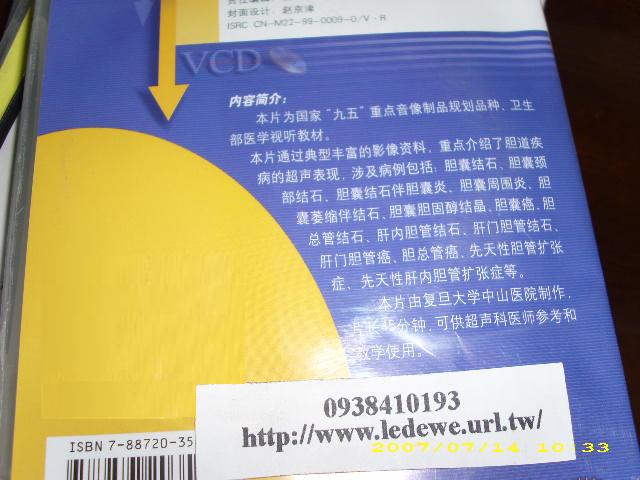 封面设计：赵京津
ISRC CN-M22-99-0009-0/V·R
VCD
内容简介：
本片为国家“九五”重点音像制品规划品种、卫生
部医学视听教材。
本片通过典型丰富的影像资料，重点介绍了胆道疾
病的超声表现，涉及病例包括：胆囊结石、胆囊颈
部结石、胆囊结石伴胆囊炎、胆囊周围炎、胆
囊萎缩伴结石、胆囊胆固醇结晶、胆囊癌、胆
总管结石、肝内胆管结石、肝门胆管结石、
肝门胆管癌、胆总管癌、先天性胆管扩张
症、先天性肝内胆管扩张症等。
本片由复旦大学中山医院制作，
片长45分钟，可供超声科医师参考和
教学使用。
0938410193
http://www.ledewe.url.tw/
ISBN 7-88720-35
2007/07/14 10:33